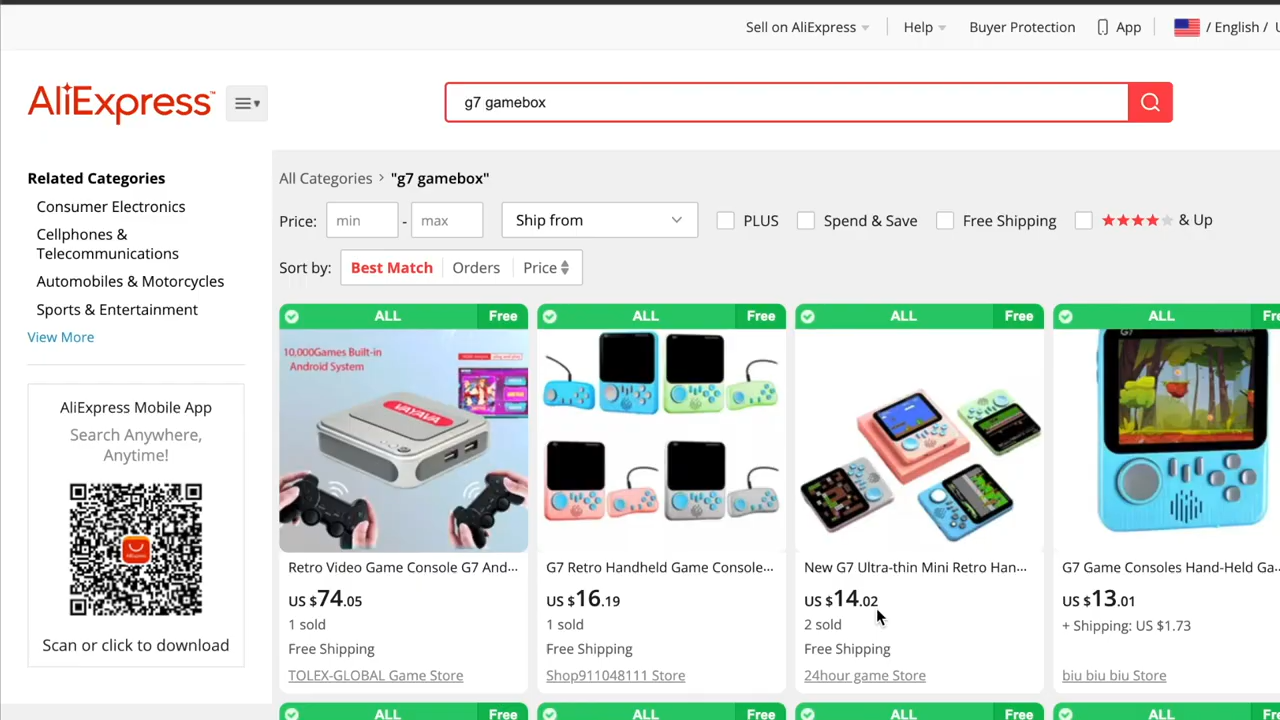 Sell on AliExpress
Help
Buyer Protection
App
/ English /
AliExpress
g7 gamebox
Related Categories
Consumer Electronics
Cellphones &
Telecommunications
Automobiles & Motorcycles
Sports & Entertainment
View More
AliExpress Mobile App
Search Anywhere,
Anytime!
AliExpress
Scan or click to download
All Categories > "g7 gamebox"
Price: min - max
Ship from
PLUS
Spend & Save
Free Shipping
& Up
Sort by: Best Match Orders Price
ALL Free
10,000Games Built-in
Android System
Retro Video Game Console G7 And...
US $74.05
1 sold
Free Shipping
TOLEX-GLOBAL Game Store
ALL Free
G7 Retro Handheld Game Console...
US $16.19
1 sold
Free Shipping
Shop911048111 Store
ALL Free
New G7 Ultra-thin Mini Retro Han...
US $14.02
2 sold
Free Shipping
24hour game Store
ALL
G7
G7 Game Consoles Hand-Held Ga...
US $13.01
+ Shipping: US $1.73
biu biu biu Store
ALL Free
ALL Free
ALL Free
ALL